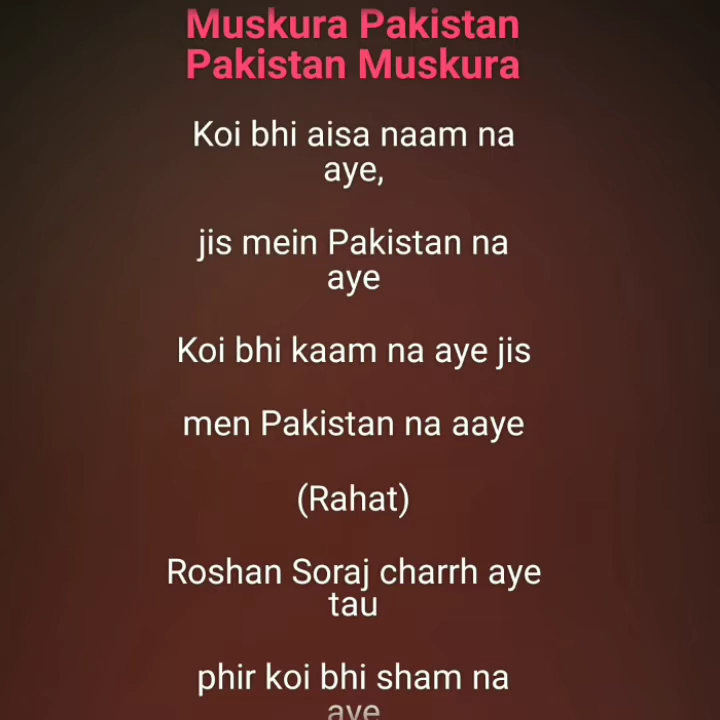 Muskura Pakistan
Pakistan Muskura
Koi bhi aisa naam na
aye,
jis mein Pakistan na
aye
Koi bhi kaam na aye jis
men Pakistan na aaye
(Rahat)
Roshan Soraj charrh aye
tau
phir koi bhi sham na
aye